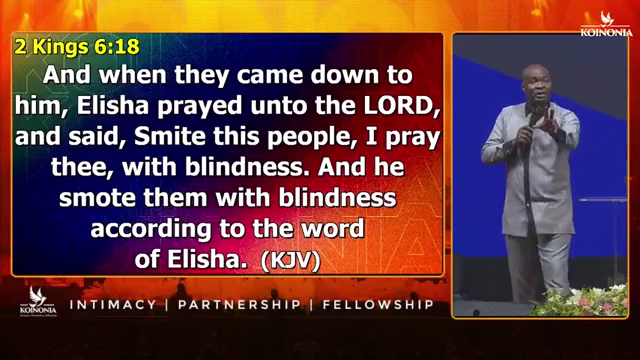 2 Kings 6:18
And when they came down to
him, Elisha prayed unto the LORD,
and said, Smite this people, I pray
thee, with blindness. And he
smote them with blindness
according to the word
of Elisha. (KJV)
KOINONIA
KOINONIA
INTIMACY | PARTNERSHIP | FELLOWSHIP